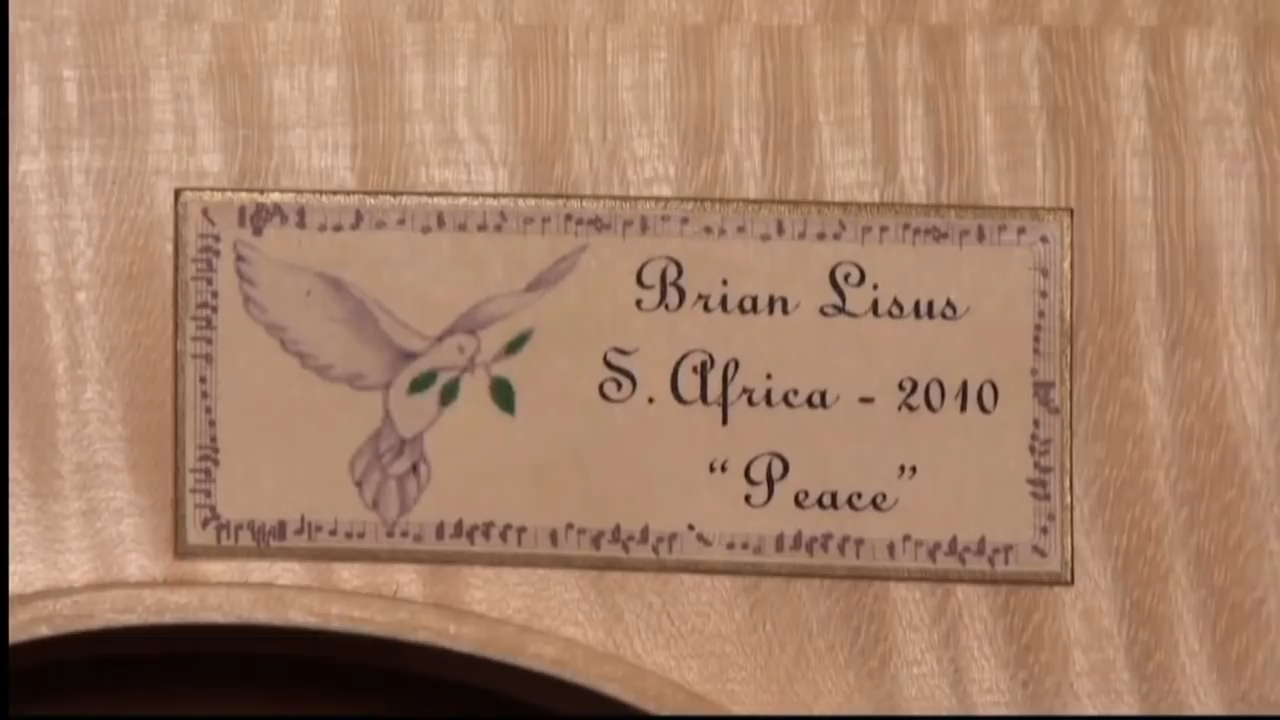 Brian Lisus
S. Africa - 2010
“Peace”